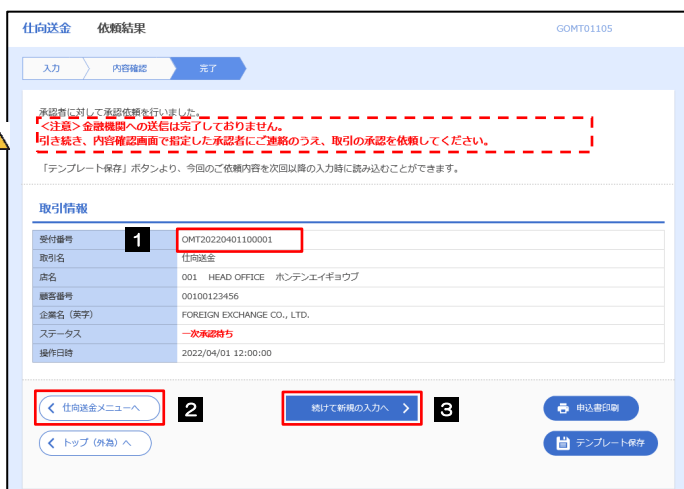 仕向送金 依頼結果 GOMT01105
入力 内容確認 完了
承認者に対して承認依頼を行いました。
＜注意＞金融機関への送信は完了しておりません。
引き続き、内容確認画面で指定した承認者にご連絡のうえ、取引の承認を依頼してください。
「テンプレート保存」ボタンより、今回のご依頼内容を次回以降の入力時に読み込むことができます。
取引情報
受付番号 1 OMT20220401100001
取引名 仕向送金
店名 001 HEAD OFFICE ホンテンエイギョウブ
顧客番号 00100123456
企業名（英字） FOREIGN EXCHANGE CO., LTD.
ステータス 一次承認待ち
操作日時 2022/04/01 12:00:00
仕向送金メニューへ 2 続けて新規の入力へ 3 申込書印刷
トップ（外為）へ テンプレート保存